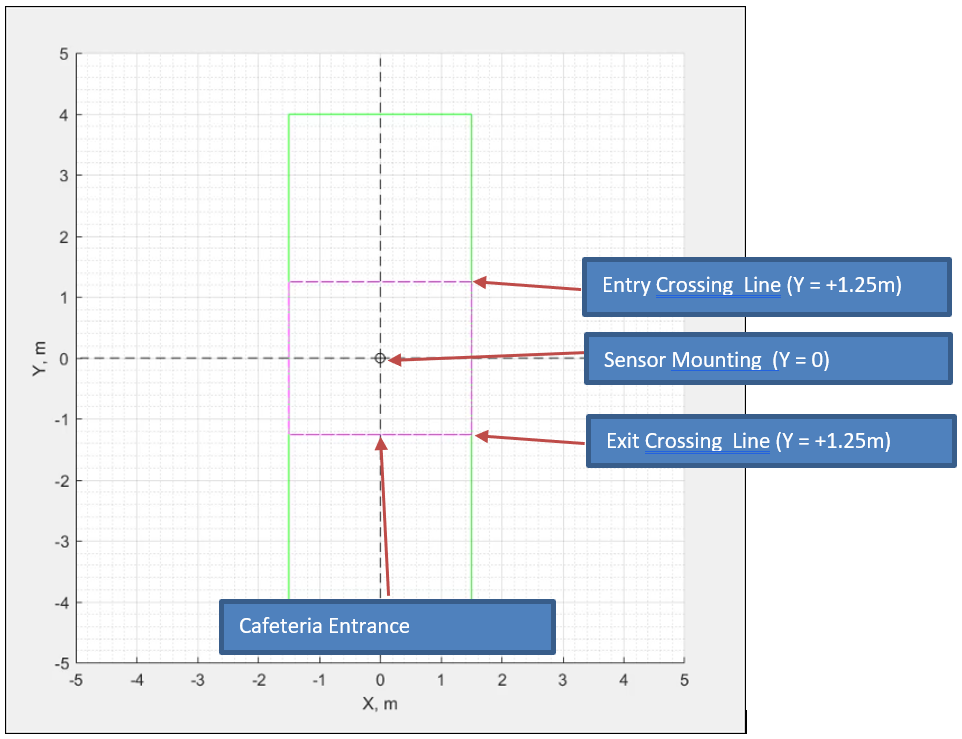 5
4
3
2
1
0
-1
-2
-3
-4
-5
Y, m
Entry Crossing Line (Y = +1.25m)
Sensor Mounting (Y = 0)
Exit Crossing Line (Y = +1.25m)
Cafeteria Entrance
-5 -4 -3 -2 -1 0 1 2 3 4 5
X, m